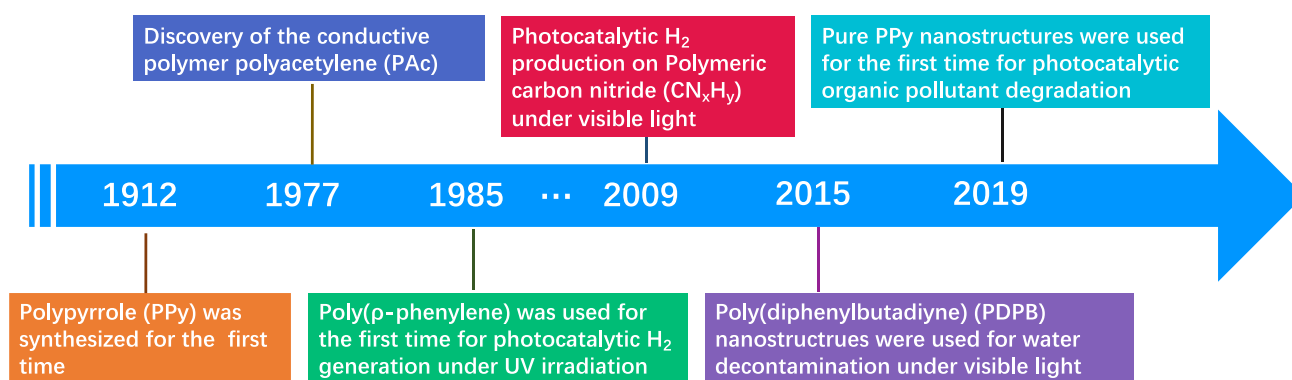 Discovery of the conductive
polymer polyacetylene (PAc)
Photocatalytic H₂
production on Polymeric
carbon nitride (CNₓHᵧ)
under visible light
Pure PPy nanostructures were used
for the first time for photocatalytic
organic pollutant degradation
1912 1977 1985 ... 2009 2015 2019
Polypyrrole (PPy) was
synthesized for the first
time
Poly(ρ-phenylene) was used for
the first time for photocatalytic H₂
generation under UV irradiation
Poly(diphenylbutadiyne) (PDPB)
nanostructrues were used for water
decontamination under visible light